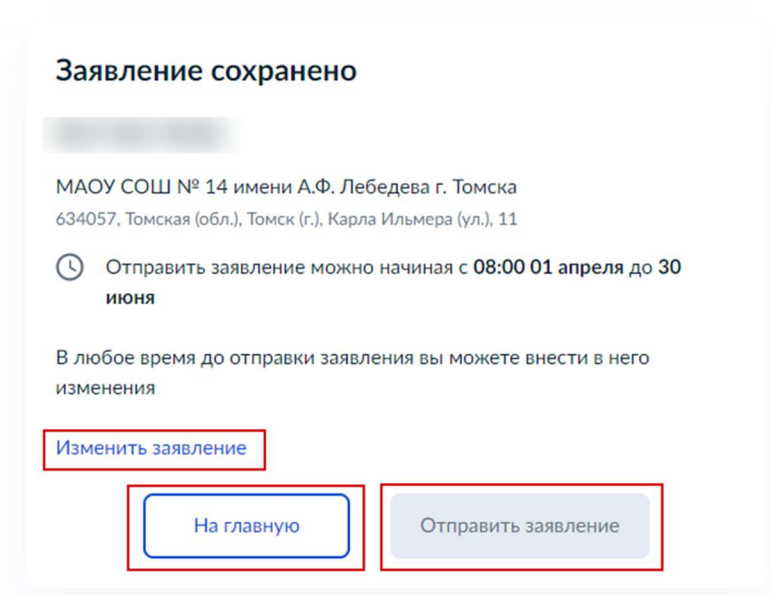 Заявление сохранено
МАОУ СОШ № 14 имени А.Ф. Лебедева г. Томска
634057, Томская (обл.), Томск (г.), Карла Ильмера (ул.), 11
Отправить заявление можно начиная с 08:00 01 апреля до 30
июня
В любое время до отправки заявления вы можете внести в него
изменения
Изменить заявление
На главную
Отправить заявление